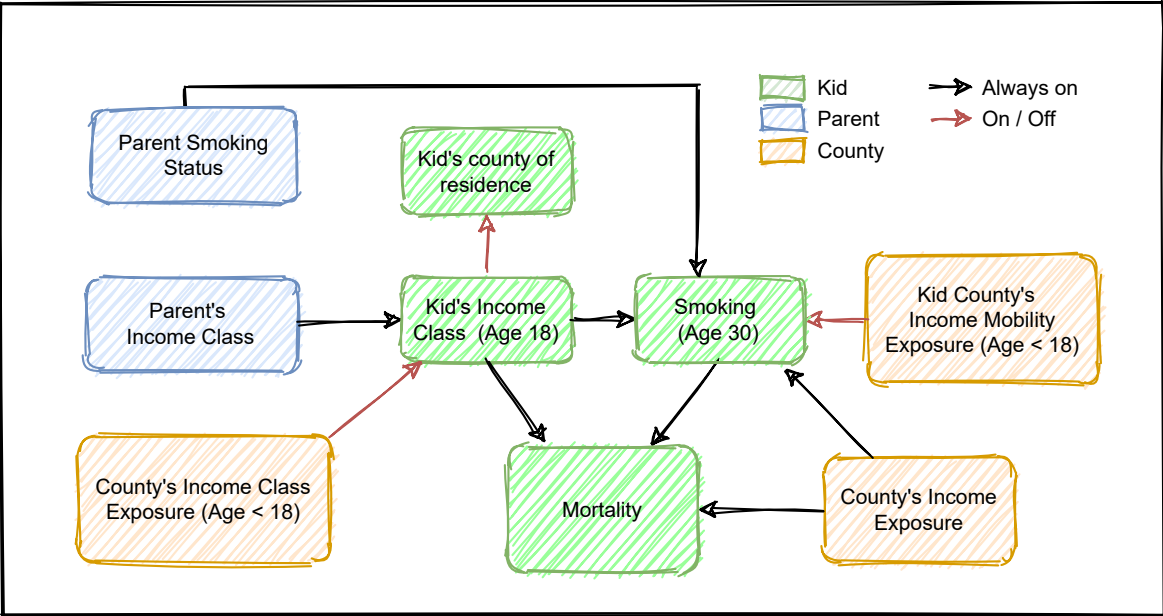 Kid
Always on
Parent
On / Off
County
Parent Smoking
Status
Kid's county of
residence
Parent's
Income Class
Kid's Income
Class (Age 18)
Smoking
(Age 30)
Kid County's
Income Mobility
Exposure (Age < 18)
County's Income Class
Exposure (Age < 18)
Mortality
County's Income
Exposure